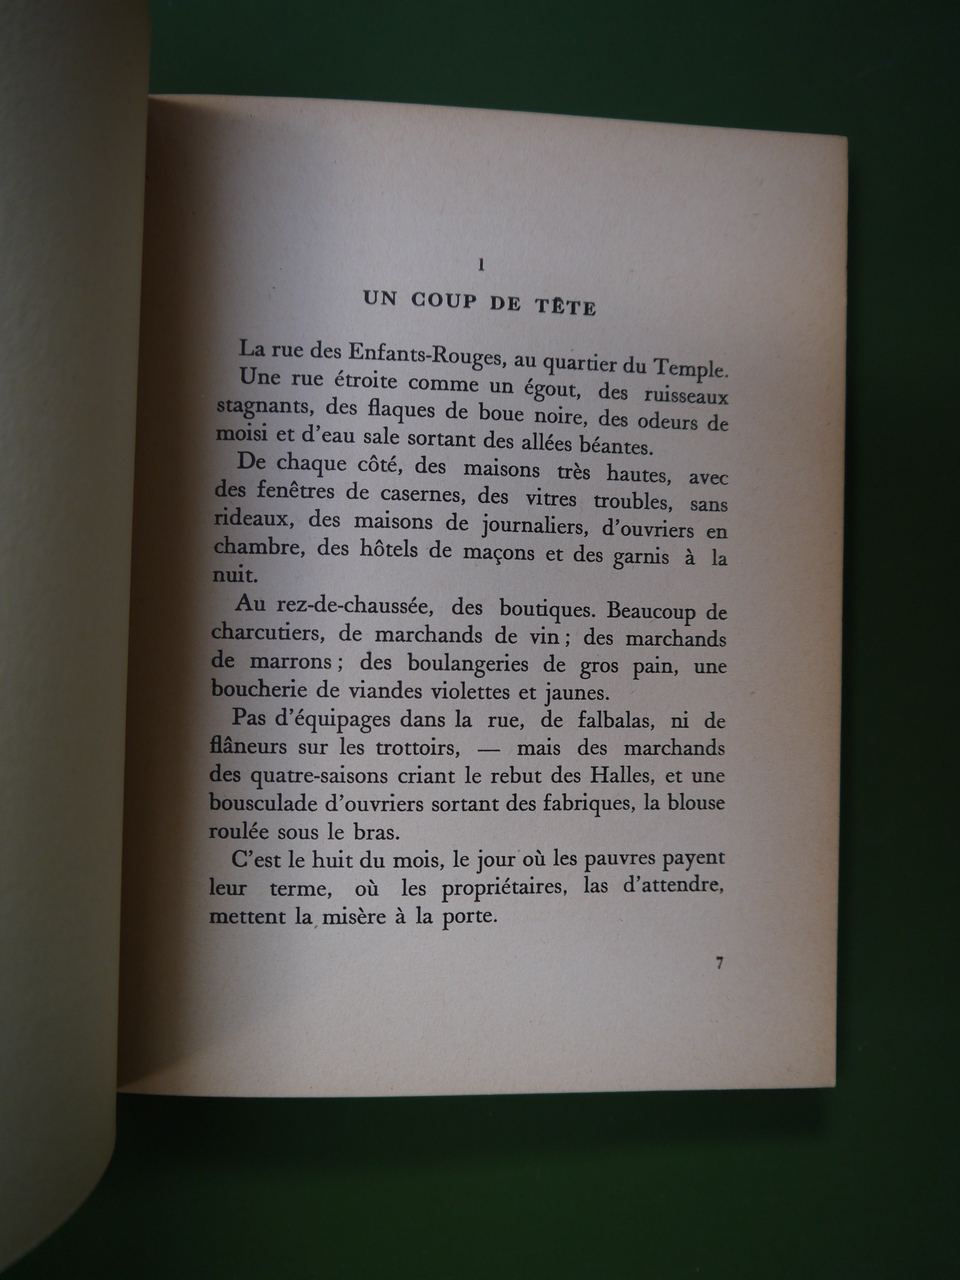 1
UN COUP DE TÊTE
La rue des Enfants-Rouges, au quartier du Temple.
Une rue étroite comme un égout, des ruisseaux
stagnants, des flaques de boue noire, des odeurs de
moisi et d'eau sale sortant des allées béantes.
De chaque côté, des maisons très hautes, avec
des fenêtres de casernes, des vitres troubles, sans
rideaux, des maisons de journaliers, d'ouvriers en
chambre, des hôtels de maçons et des garnis à la
nuit.
Au rez-de-chaussée, des boutiques. Beaucoup de
charcutiers, de marchands de vin ; des marchands
de marrons ; des boulangeries de gros pain, une
boucherie de viandes violettes et jaunes.
Pas d'équipages dans la rue, de falbalas, ni de
flâneurs sur les trottoirs, — mais des marchands
des quatre-saisons criant le rebut des Halles, et une
bousculade d'ouvriers sortant des fabriques, la blouse
roulée sous le bras.
C'est le huit du mois, le jour où les pauvres payent
leur terme, où les propriétaires, las d'attendre,
mettent la misère à la porte.
7